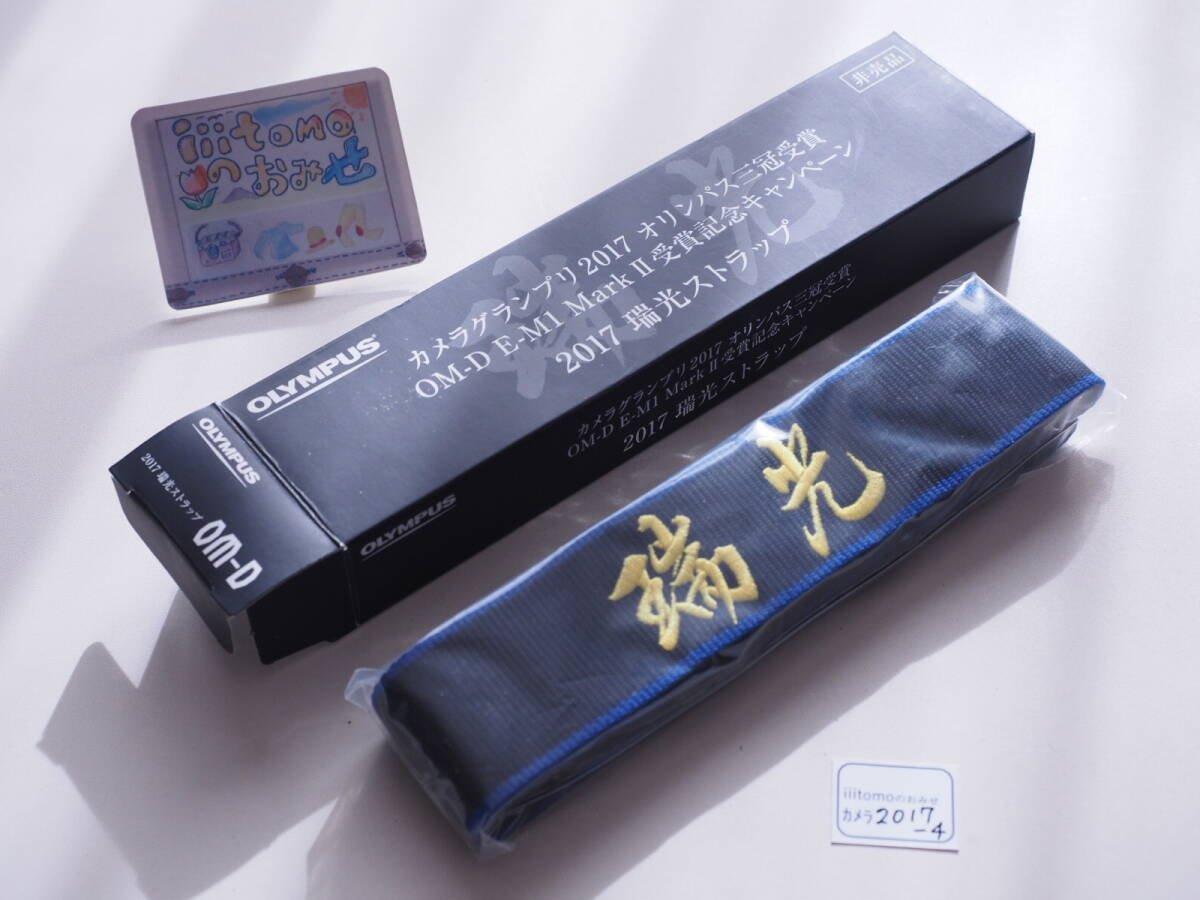 iiitomo
のおみせ
非売品
瑞光
カメラグランプリ2017 オリンパス三冠受賞
OM-D E-M1 Mark II 受賞記念キャンペーン
2017 瑞光ストラップ
OLYMPUS
カメラグランプリ2017 オリンパス三冠受賞
OM-D E-M1 Mark II 受賞記念キャンペーン
2017 瑞光ストラップ
OLYMPUS
OLYMPUS
2017 瑞光ストラップ
OM-D
瑞光
iiitomoのおみせ
カメラ2017
-4